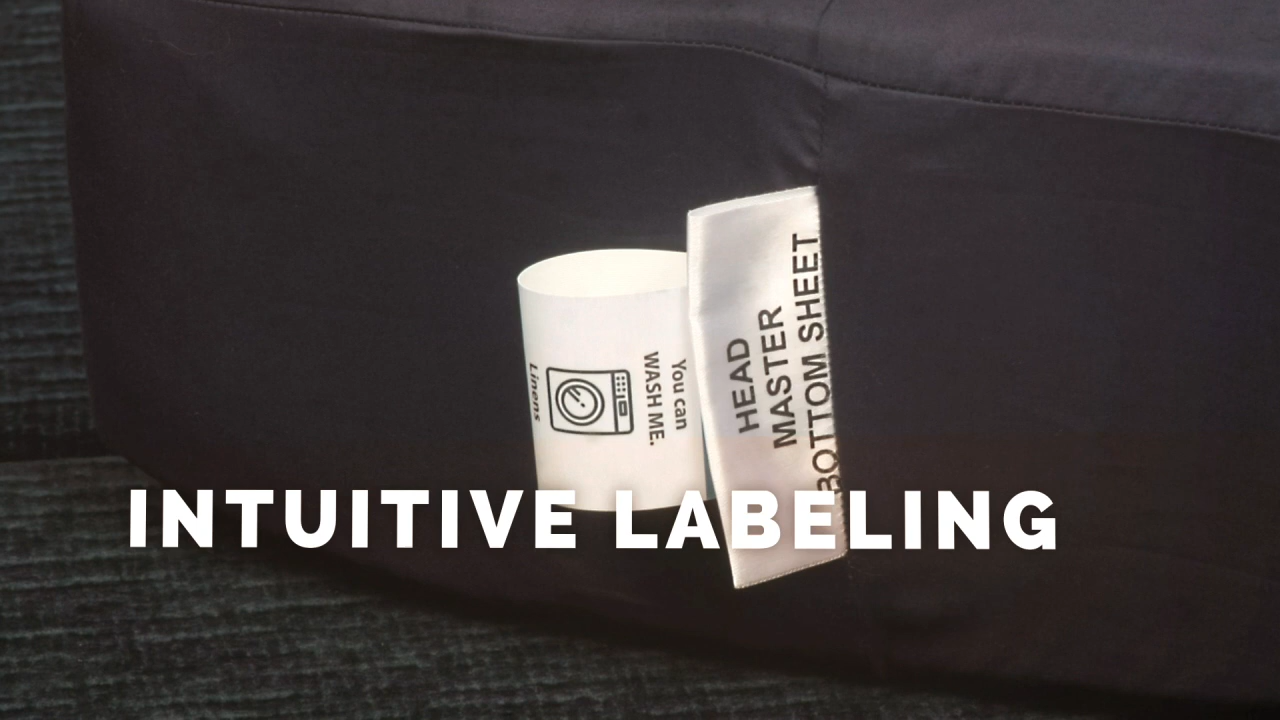 You can
WASH ME.
Linens
HEAD
MASTER
BOTTOM SHEET
INTUITIVE LABELING